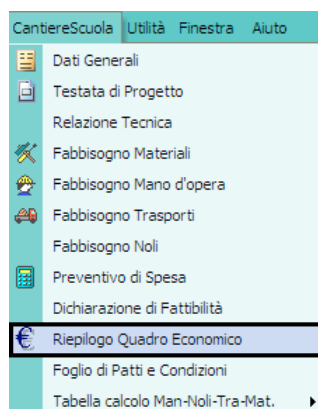 CantiereScuola Utilità Finestra Aiuto
Dati Generali
Testata di Progetto
Relazione Tecnica
Fabbisogno Materiali
Fabbisogno Mano d'opera
Fabbisogno Trasporti
Fabbisogno Noli
Preventivo di Spesa
Dichiarazione di Fattibilità
Riepilogo Quadro Economico
Foglio di Patti e Condizioni
Tabella calcolo Man-Noli-Tra-Mat.